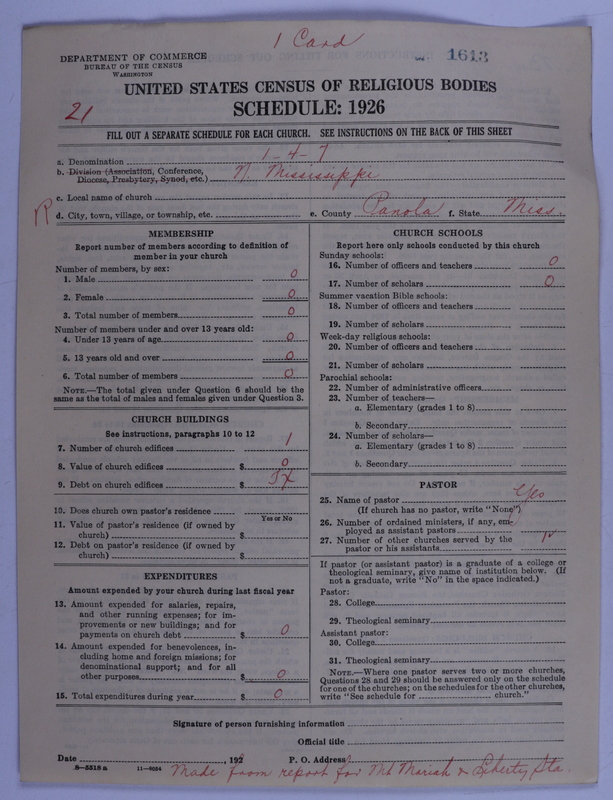 1 Card
1613
DEPARTMENT OF COMMERCE
BUREAU OF THE CENSUS
WASHINGTON
UNITED STATES CENSUS OF RELIGIOUS BODIES
21
SCHEDULE: 1926
FILL OUT A SEPARATE SCHEDULE FOR EACH CHURCH. SEE INSTRUCTIONS ON THE BACK OF THIS SHEET
a. Denomination 1-4-7
b. Division (Association, Conference, Diocese, Presbytery, Synod, etc.) N. Mississippi
c. Local name of church
R d. City, town, village, or township, etc. e. County Panola f. State Miss.
MEMBERSHIP
Report number of members according to definition of
member in your church
Number of members, by sex:
1. Male 0
2. Female 0
3. Total number of members 0
Number of members under and over 13 years old:
4. Under 13 years of age 0
5. 13 years old and over 0
6. Total number of members 0
NOTE.—The total given under Question 6 should be the
same as the total of males and females given under Question 3.
CHURCH BUILDINGS
See instructions, paragraphs 10 to 12
7. Number of church edifices 1
8. Value of church edifices $ 0
9. Debt on church edifices $
10. Does church own pastor's residence
Yes or No
11. Value of pastor's residence (if owned by
church) $
12. Debt on pastor's residence (if owned by
church) $
EXPENDITURES
Amount expended by your church during last fiscal year
13. Amount expended for salaries, repairs,
and other running expenses; for im-
provements or new buildings; and for
payments on church debt $ 0
14. Amount expended for benevolences, in-
cluding home and foreign missions; for
denominational support; and for all
other purposes $ 0
15. Total expenditures during year $ 0
CHURCH SCHOOLS
Report here only schools conducted by this church
Sunday schools:
16. Number of officers and teachers 0
17. Number of scholars 0
Summer vacation Bible schools:
18. Number of officers and teachers
19. Number of scholars
Week-day religious schools:
20. Number of officers and teachers
21. Number of scholars
Parochial schools:
22. Number of administrative officers
23. Number of teachers—
a. Elementary (grades 1 to 8)
b. Secondary
24. Number of scholars—
a. Elementary (grades 1 to 8)
b. Secondary
PASTOR
25. Name of pastor Yes
(If church has no pastor, write "None")
26. Number of ordained ministers, if any, em-
ployed as assistant pastors
27. Number of other churches served by the
pastor or his assistants
If pastor (or assistant pastor) is a graduate of a college or
theological seminary, give name of institution below. (If
not a graduate, write "No" in the space indicated.)
Pastor:
28. College
29. Theological seminary
Assistant pastor:
30. College
31. Theological seminary
NOTE.—Where one pastor serves two or more churches,
Questions 28 and 29 should be answered only on the schedule
for one of the churches; on the schedules for the other churches,
write "See schedule for church."
Signature of person furnishing information
Official title
Date , 192 P. O. Address
8—5518 a 11—9084 Made from report for Mt Moriah & Liberty Sta.